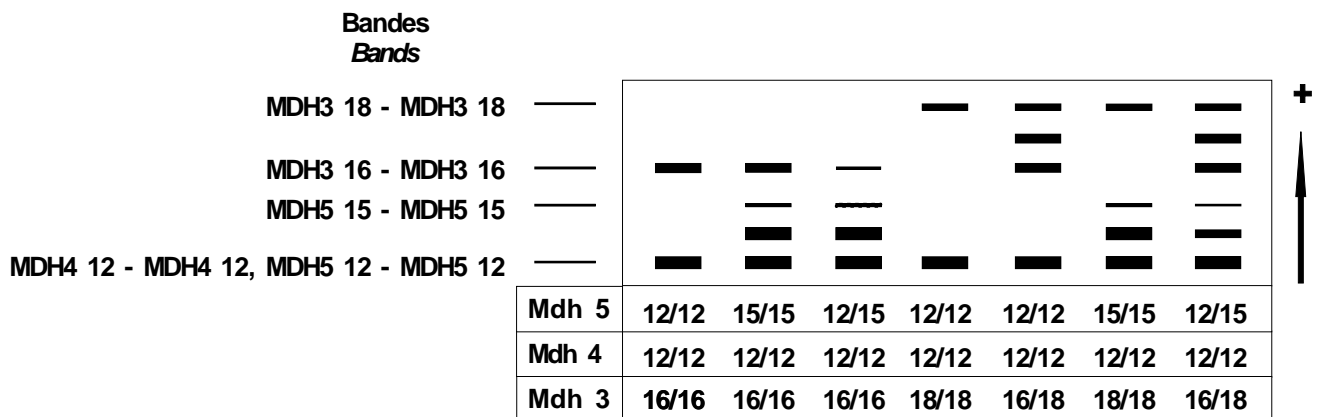 Bandes
Bands
MDH3 18 - MDH3 18
+
MDH3 16 - MDH3 16
MDH5 15 - MDH5 15
MDH4 12 - MDH4 12, MDH5 12 - MDH5 12
Mdh 5 12/12 15/15 12/15 12/12 12/12 15/15 12/15
Mdh 4 12/12 12/12 12/12 12/12 12/12 12/12 12/12
Mdh 3 16/16 16/16 16/16 18/18 16/18 18/18 16/18